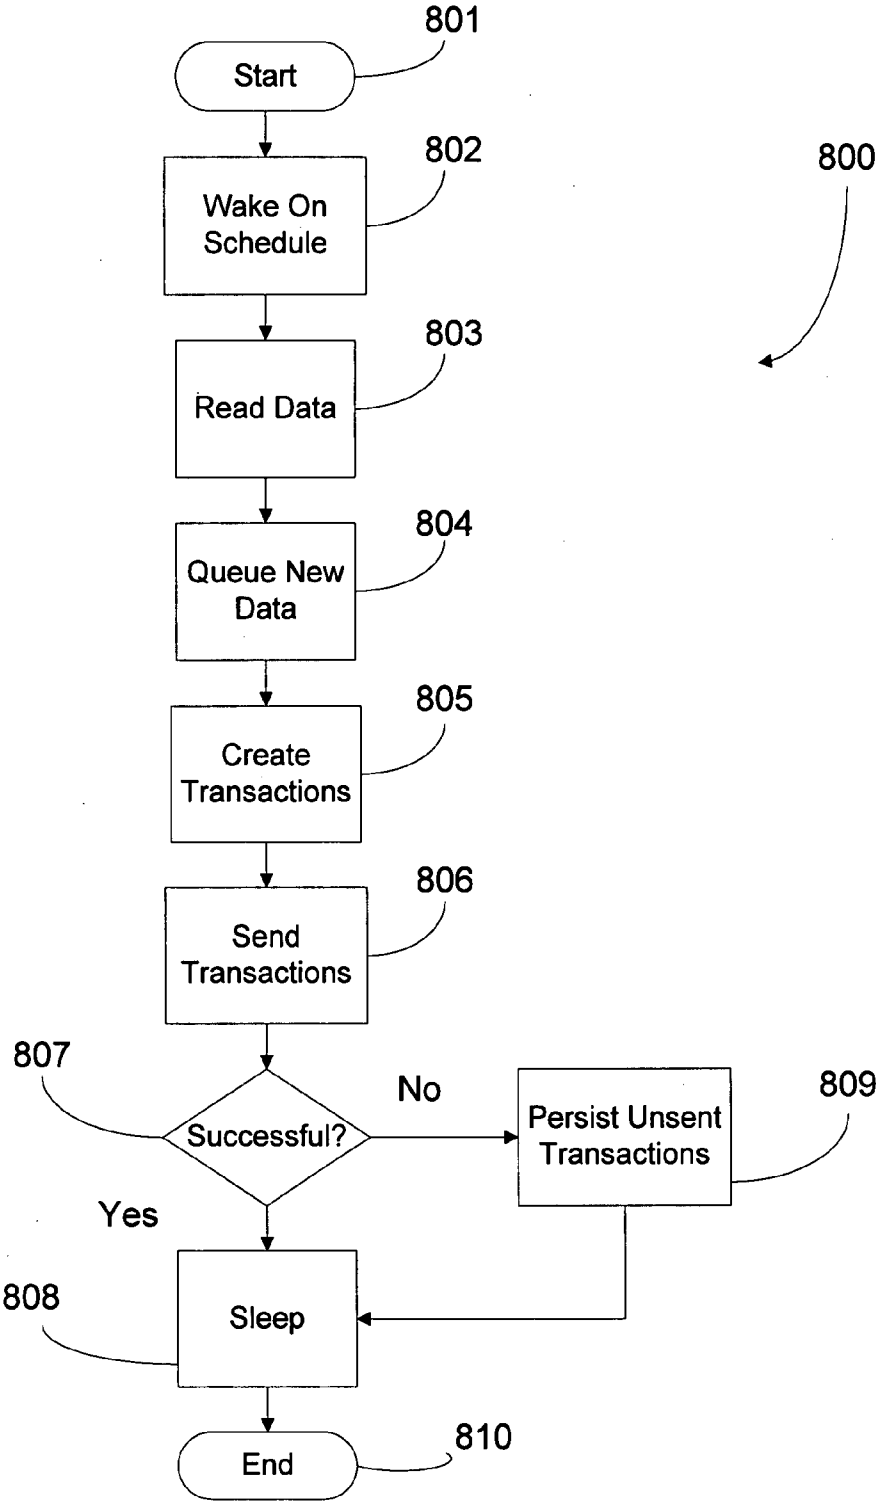 801
Start
802
800
Wake On
Schedule
803
Read Data
804
Queue New
Data
805
Create
Transactions
806
Send
Transactions
807
No
809
Successful?
Persist Unsent
Transactions
Yes
808
Sleep
810
End